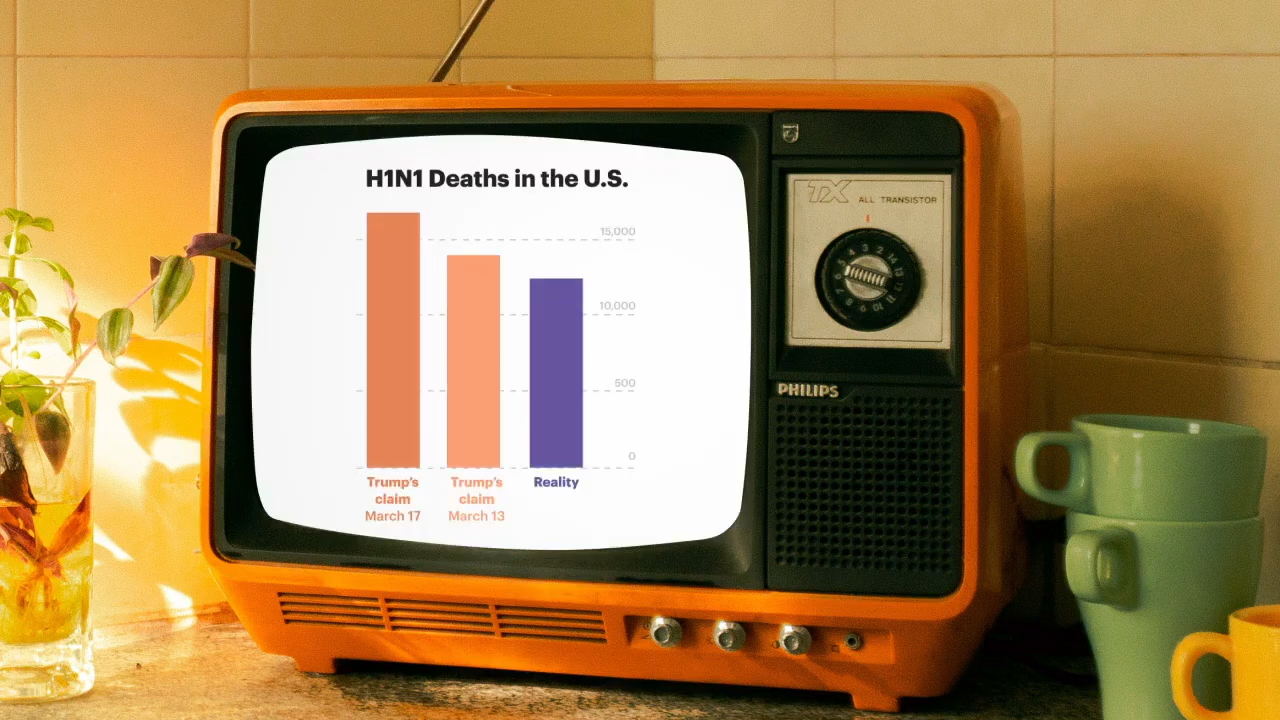 H1N1 Deaths in the U.S.
15,000
10,000
500
0
Trump's claim March 17
Trump's claim March 13
Reality
TX ALL TRANSISTOR
PHILIPS